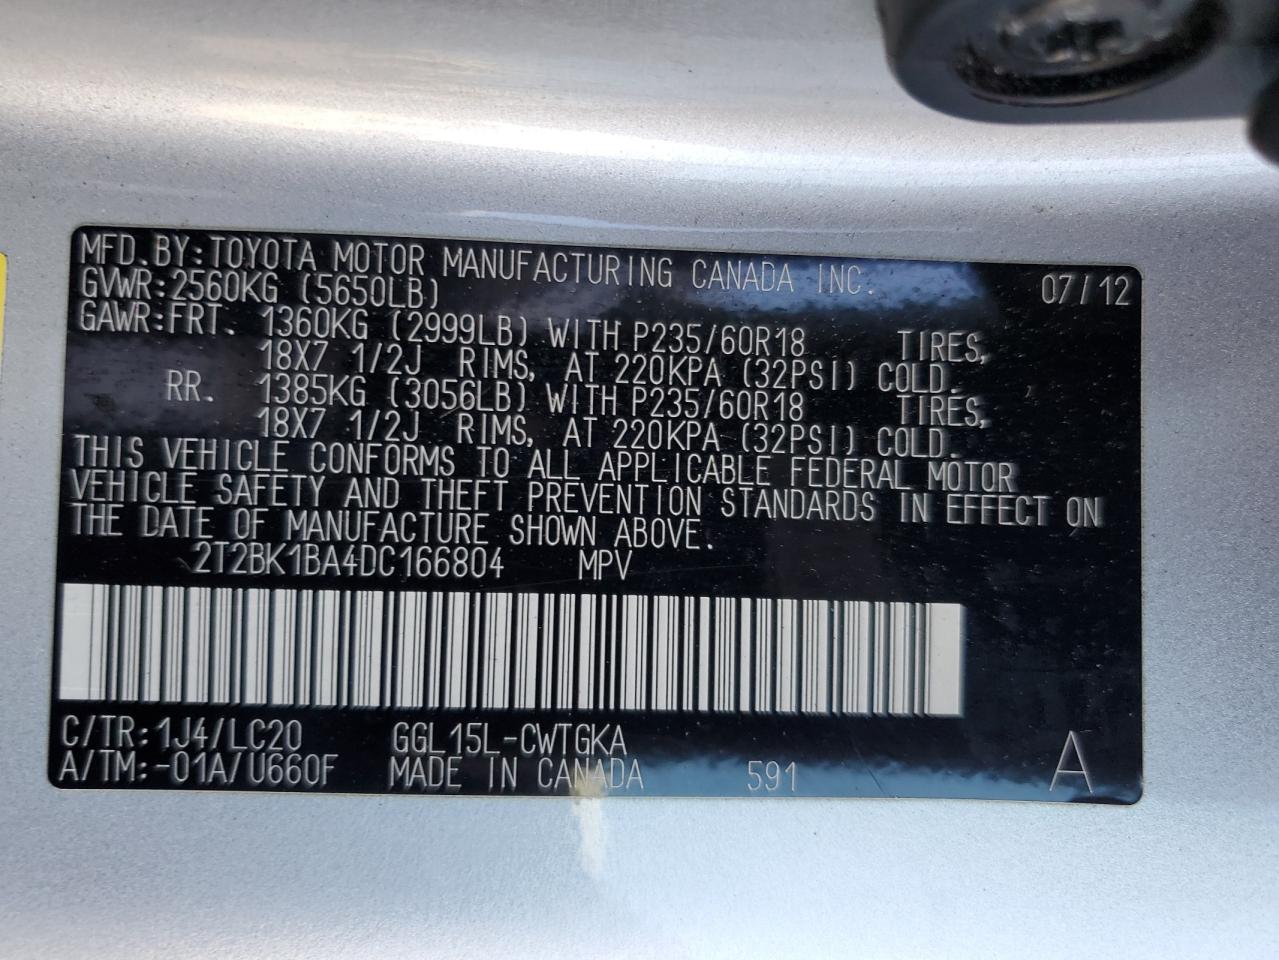 MFD.BY:TOYOTA MOTOR MANUFACTURING CANADA INC. 07/12
GVWR:2560KG (5650LB)
GAWR:FRT. 1360KG (2999LB) WITH P235/60R18 TIRES,
18X7 1/2J RIMS, AT 220KPA (32PSI) COLD.
RR. 1385KG (3056LB) WITH P235/60R18 TIRES,
18X7 1/2J RIMS, AT 220KPA (32PSI) COLD.
THIS VEHICLE CONFORMS TO ALL APPLICABLE FEDERAL MOTOR
VEHICLE SAFETY AND THEFT PREVENTION STANDARDS IN EFFECT ON
THE DATE OF MANUFACTURE SHOWN ABOVE.
2T2BK1BA4DC166804 MPV
C/TR:1J4/LC20 GGL15L-CWTGKA
A/TM:-01A/U660F MADE IN CANADA 591 A